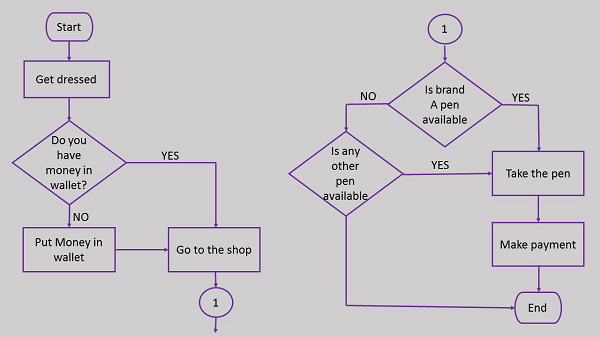 Start
Get dressed
Do you
have
money in
wallet?
YES
NO
Put Money in
wallet
Go to the shop
1
1
Is brand
A pen
available
NO
YES
Is any
other
pen
available
YES
Take the pen
Make payment
End